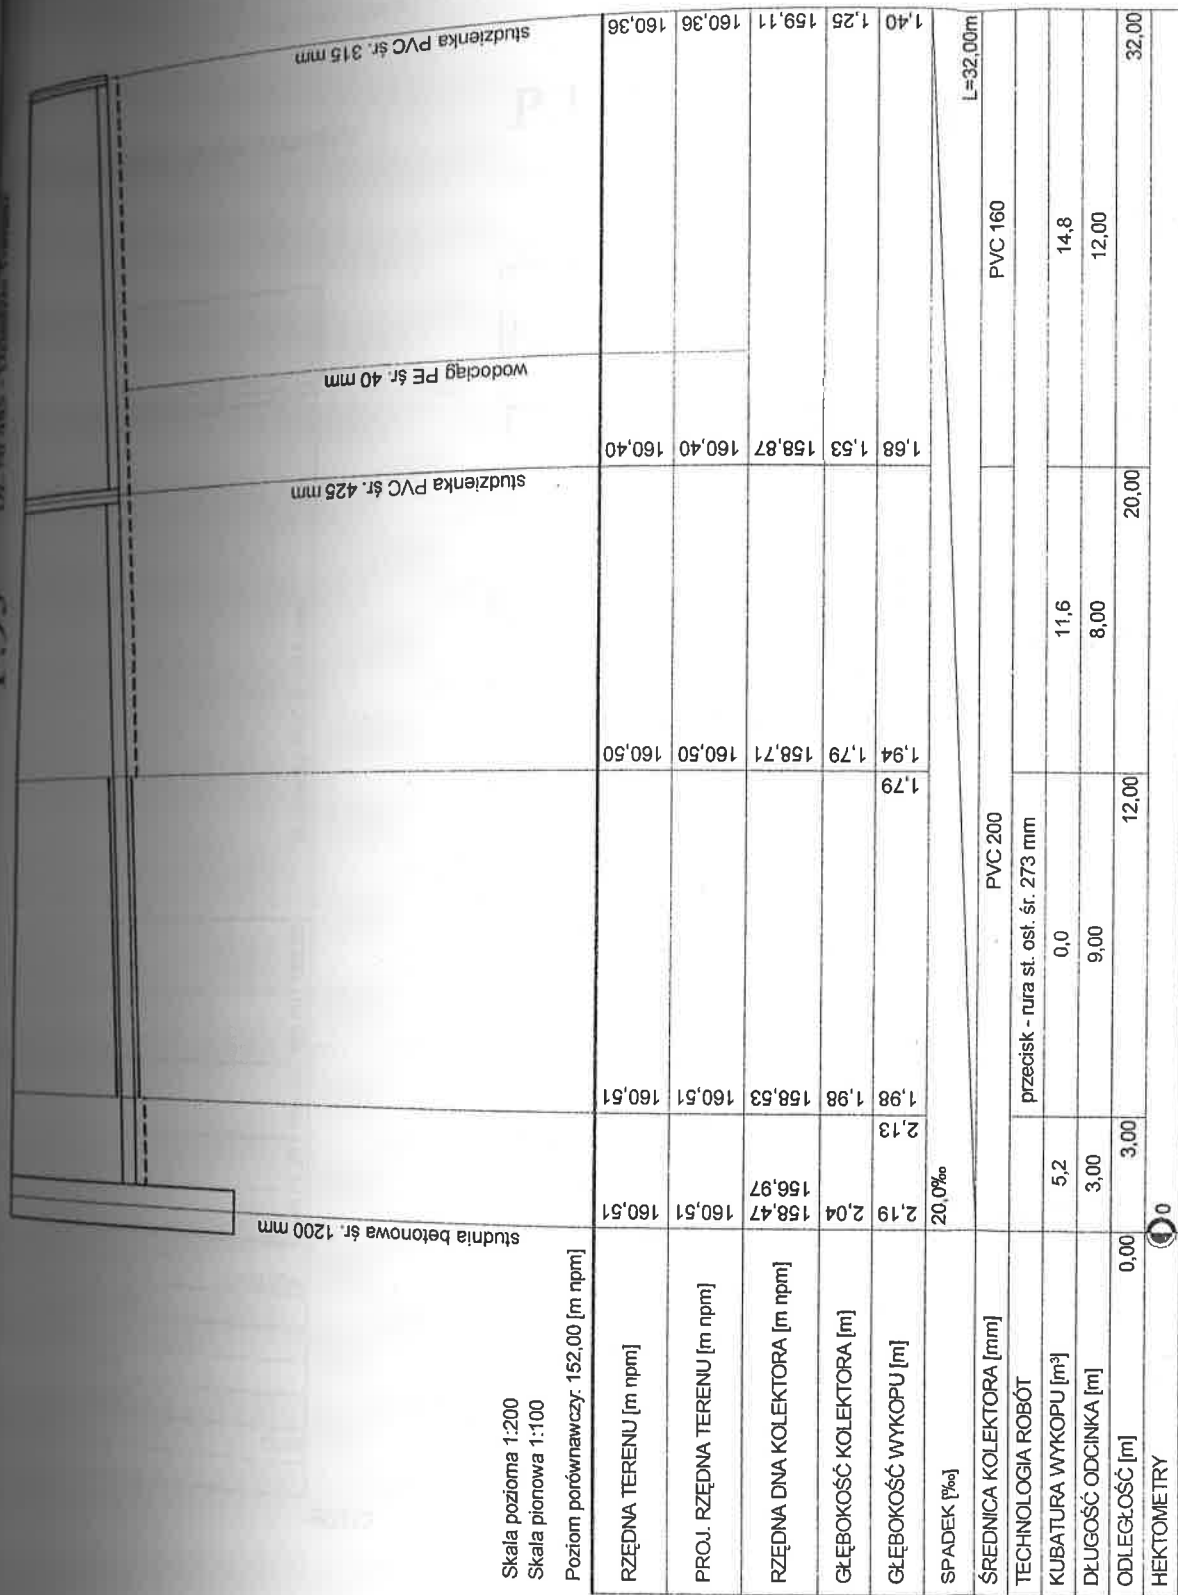 studzienka PVC śr. 315 mm
wodociąg PE śr. 40 mm
studzienka PVC śr. 425 mm
studnia betonowa śr. 1200 mm
Skala pozioma 1:200
Skala pionowa 1:100
Poziom porównawczy: 152,00 [m npm]
RZĘDNA TERENU [m npm] 160,51 160,51 160,50 160,40 160,36
PROJ. RZĘDNA TERENU [m npm] 160,51 160,51 160,50 160,40 160,36
RZĘDNA DNA KOLEKTORA [m npm] 158,47 156,97 158,53 158,71 158,87 159,11
GŁĘBOKOŚĆ KOLEKTORA [m] 2,04 1,98 1,79 1,53 1,25
GŁĘBOKOŚĆ WYKOPU [m] 2,19 2,13 1,98 1,79 1,94 1,68 1,40
SPADEK [‰] 20,0‰ L=32,00m
ŚREDNICA KOLEKTORA [mm] PVC 200 PVC 160
TECHNOLOGIA ROBÓT przecisk - rura st. osł. śr. 273 mm
KUBATURA WYKOPU [m³] 5,2 0,0 11,6 14,8
DŁUGOŚĆ ODCINKA [m] 3,00 9,00 8,00 12,00
ODLEGŁOŚĆ [m] 0,00 3,00 12,00 20,00 32,00
HEKTOMETRY 0